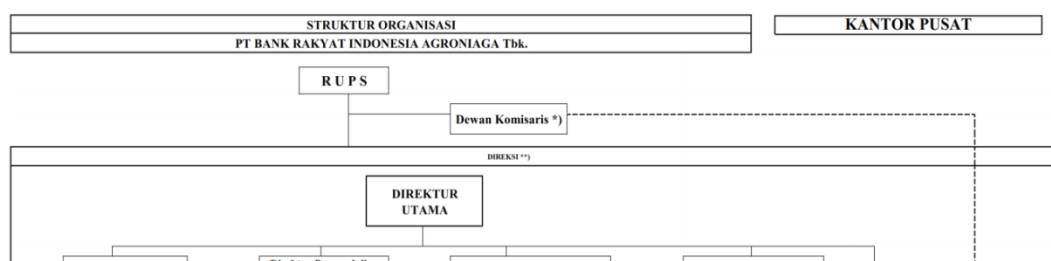 STRUKTUR ORGANISASI
KANTOR PUSAT
PT BANK RAKYAT INDONESIA AGRONIAGA Tbk.
R U P S
Dewan Komisaris *)
DIREKSI **)
DIREKTUR
UTAMA